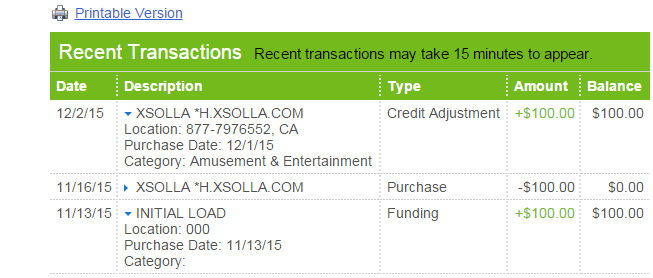 Printable Version
Recent Transactions Recent transactions may take 15 minutes to appear.
Date Description Type Amount Balance
12/2/15 XSOLLA *H.XSOLLA.COM Credit Adjustment +$100.00 $100.00
Location: 877-7976552, CA
Purchase Date: 12/1/15
Category: Amusement & Entertainment
11/16/15 XSOLLA *H.XSOLLA.COM Purchase -$100.00 $0.00
11/13/15 INITIAL LOAD Funding +$100.00 $100.00
Location: 000
Purchase Date: 11/13/15
Category: